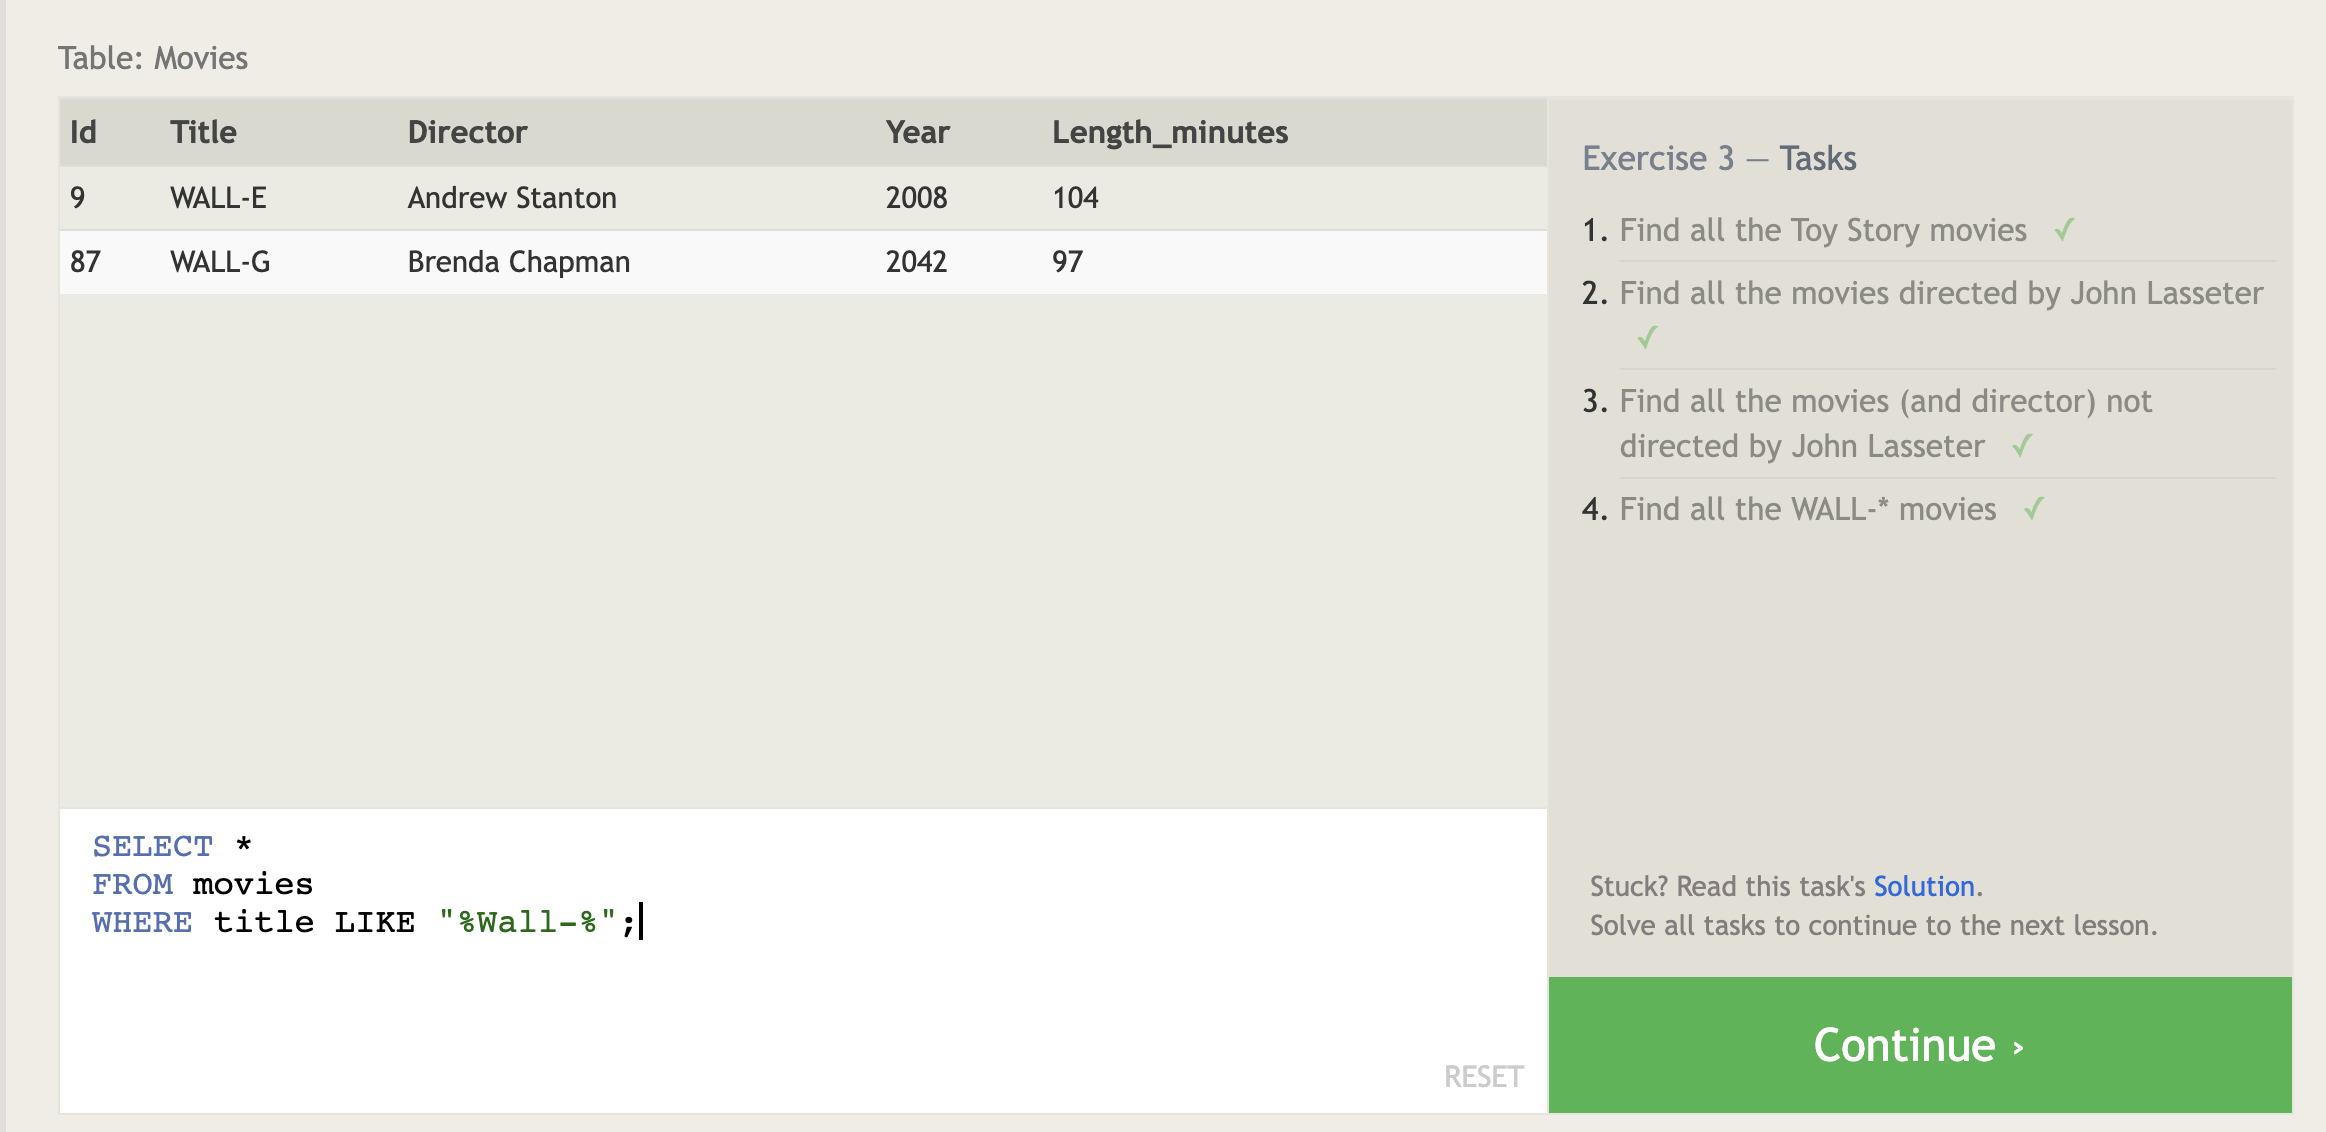 Table: Movies
Id Title Director Year Length_minutes
9 WALL-E Andrew Stanton 2008 104
87 WALL-G Brenda Chapman 2042 97
SELECT *
FROM movies
WHERE title LIKE "%Wall-%";
RESET
Exercise 3 — Tasks
1. Find all the Toy Story movies ✓
2. Find all the movies directed by John Lasseter
✓
3. Find all the movies (and director) not
directed by John Lasseter ✓
4. Find all the WALL-* movies ✓
Stuck? Read this task's Solution.
Solve all tasks to continue to the next lesson.
Continue ›